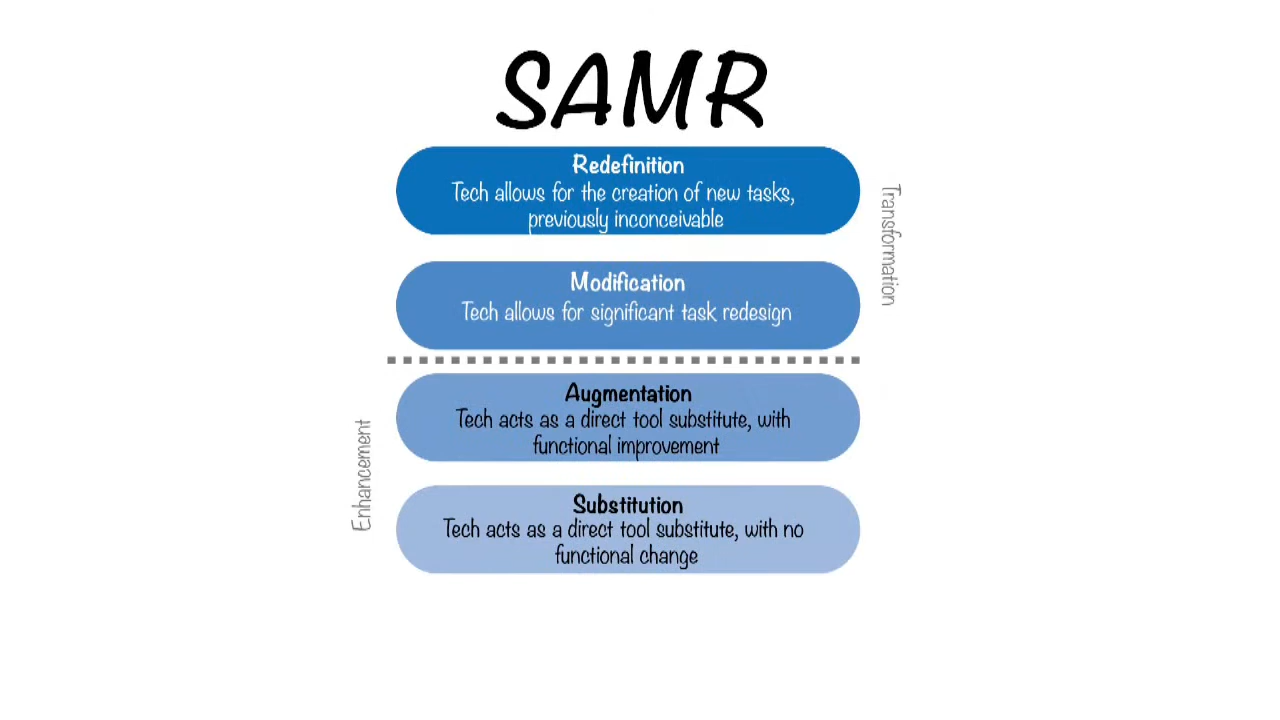 SAMR
Redefinition
Tech allows for the creation of new tasks,
previously inconceivable
Transformation
Modification
Tech allows for significant task redesign
Augmentation
Tech acts as a direct tool substitute, with
functional improvement
Enhancement
Substitution
Tech acts as a direct tool substitute, with no
functional change